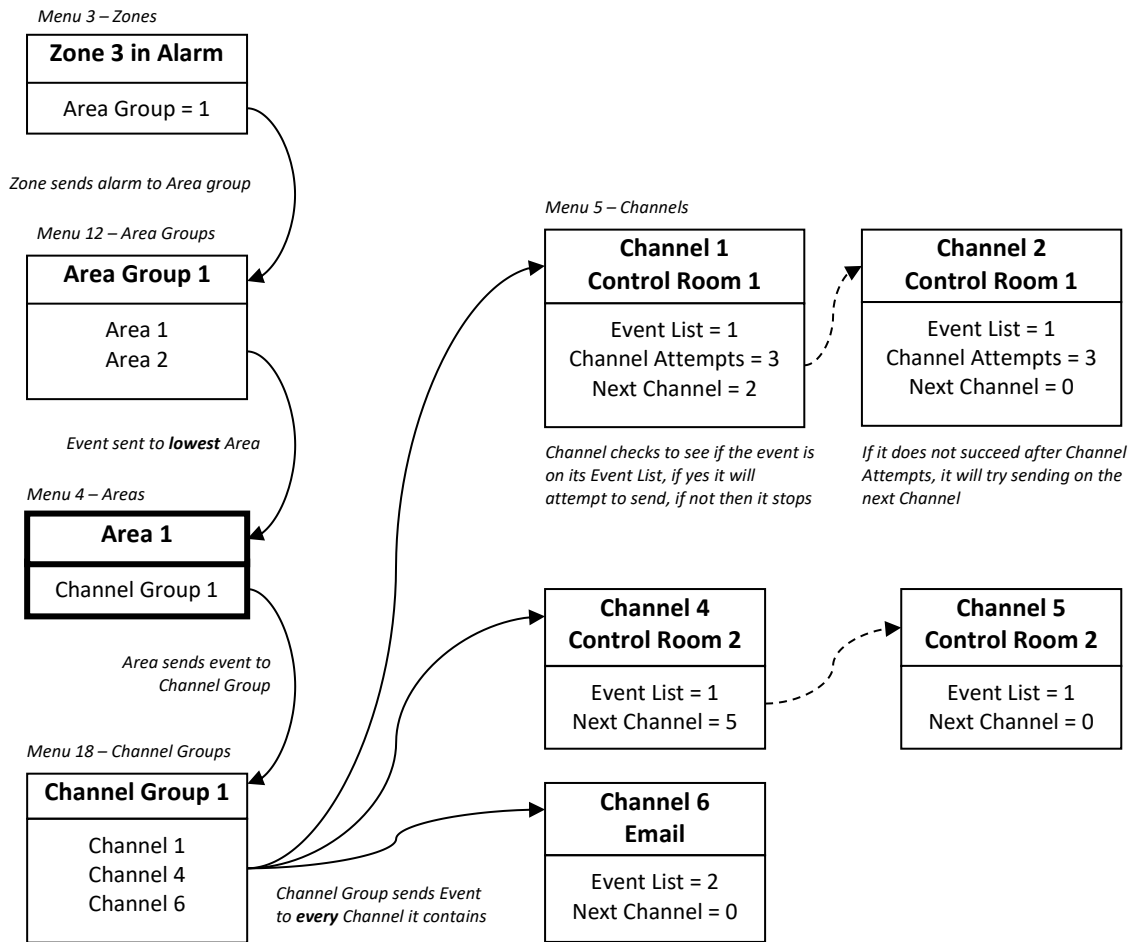 Menu 3 – Zones
Zone 3 in Alarm
Area Group = 1
Zone sends alarm to Area group
Menu 12 – Area Groups
Area Group 1
Area 1
Area 2
Event sent to lowest Area
Menu 4 – Areas
Area 1
Channel Group 1
Area sends event to
Channel Group
Menu 18 – Channel Groups
Channel Group 1
Channel 1
Channel 4
Channel 6
Channel Group sends Event
to every Channel it contains
Menu 5 – Channels
Channel 1
Control Room 1
Event List = 1
Channel Attempts = 3
Next Channel = 2
Channel checks to see if the event is
on its Event List, if yes it will
attempt to send, if not then it stops
Channel 2
Control Room 1
Event List = 1
Channel Attempts = 3
Next Channel = 0
If it does not succeed after Channel
Attempts, it will try sending on the
next Channel
Channel 4
Control Room 2
Event List = 1
Next Channel = 5
Channel 5
Control Room 2
Event List = 1
Next Channel = 0
Channel 6
Email
Event List = 2
Next Channel = 0